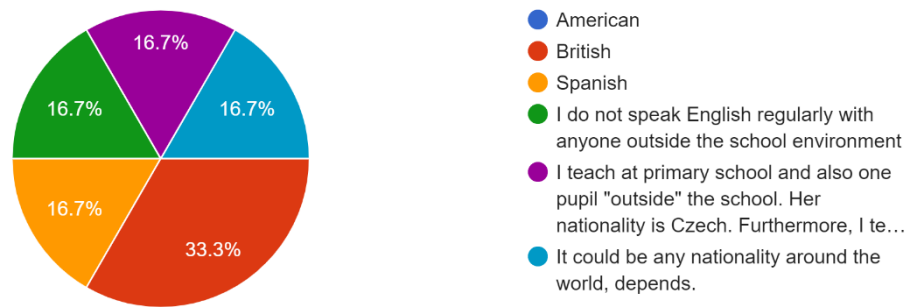 16.7%
16.7%
16.7%
16.7%
33.3%
American
British
Spanish
I do not speak English regularly with
anyone outside the school environment
I teach at primary school and also one
pupil "outside" the school. Her
nationality is Czech. Furthermore, I te…
It could be any nationality around the
world, depends.